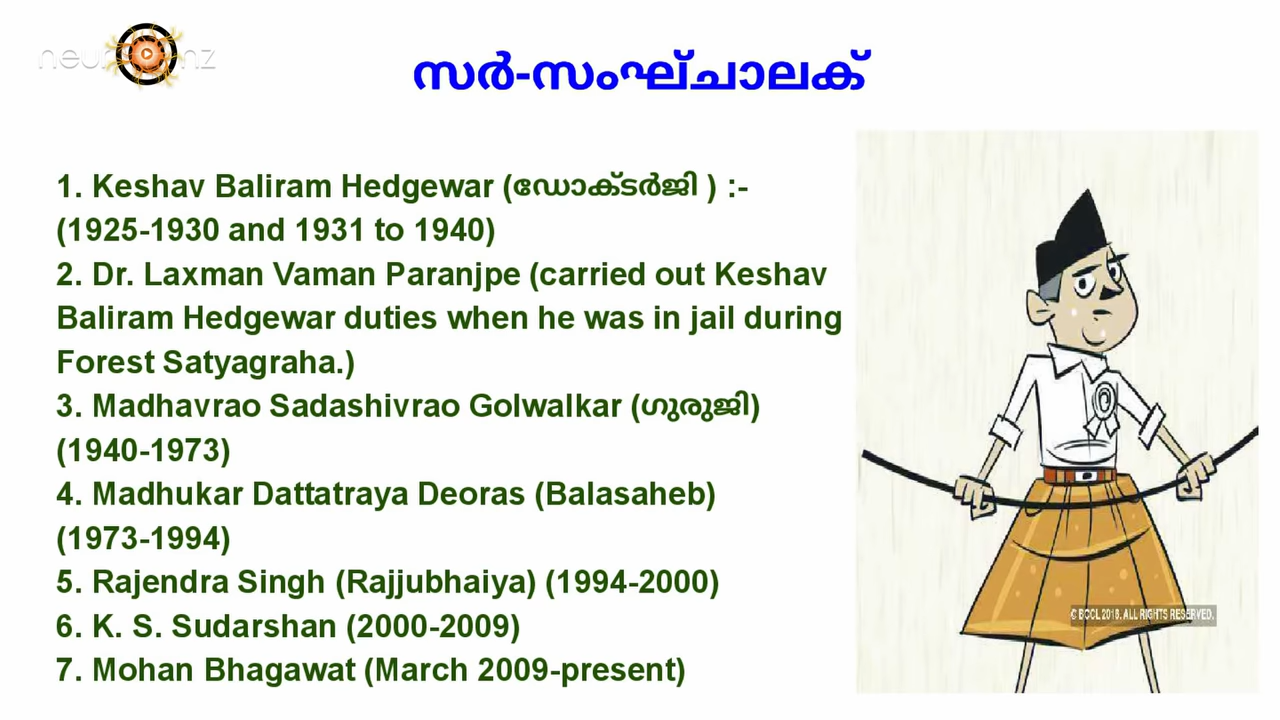 സർ-സംഘ്ചാലക്
1. Keshav Baliram Hedgewar (ഡോക്ടർജി ) :-
(1925-1930 and 1931 to 1940)
2. Dr. Laxman Vaman Paranjpe (carried out Keshav
Baliram Hedgewar duties when he was in jail during
Forest Satyagraha.)
3. Madhavrao Sadashivrao Golwalkar (ഗുരുജി)
(1940-1973)
4. Madhukar Dattatraya Deoras (Balasaheb)
(1973-1994)
5. Rajendra Singh (Rajjubhaiya) (1994-2000)
6. K. S. Sudarshan (2000-2009)
7. Mohan Bhagawat (March 2009-present)
© BCCL 2016. ALL RIGHTS RESERVED.